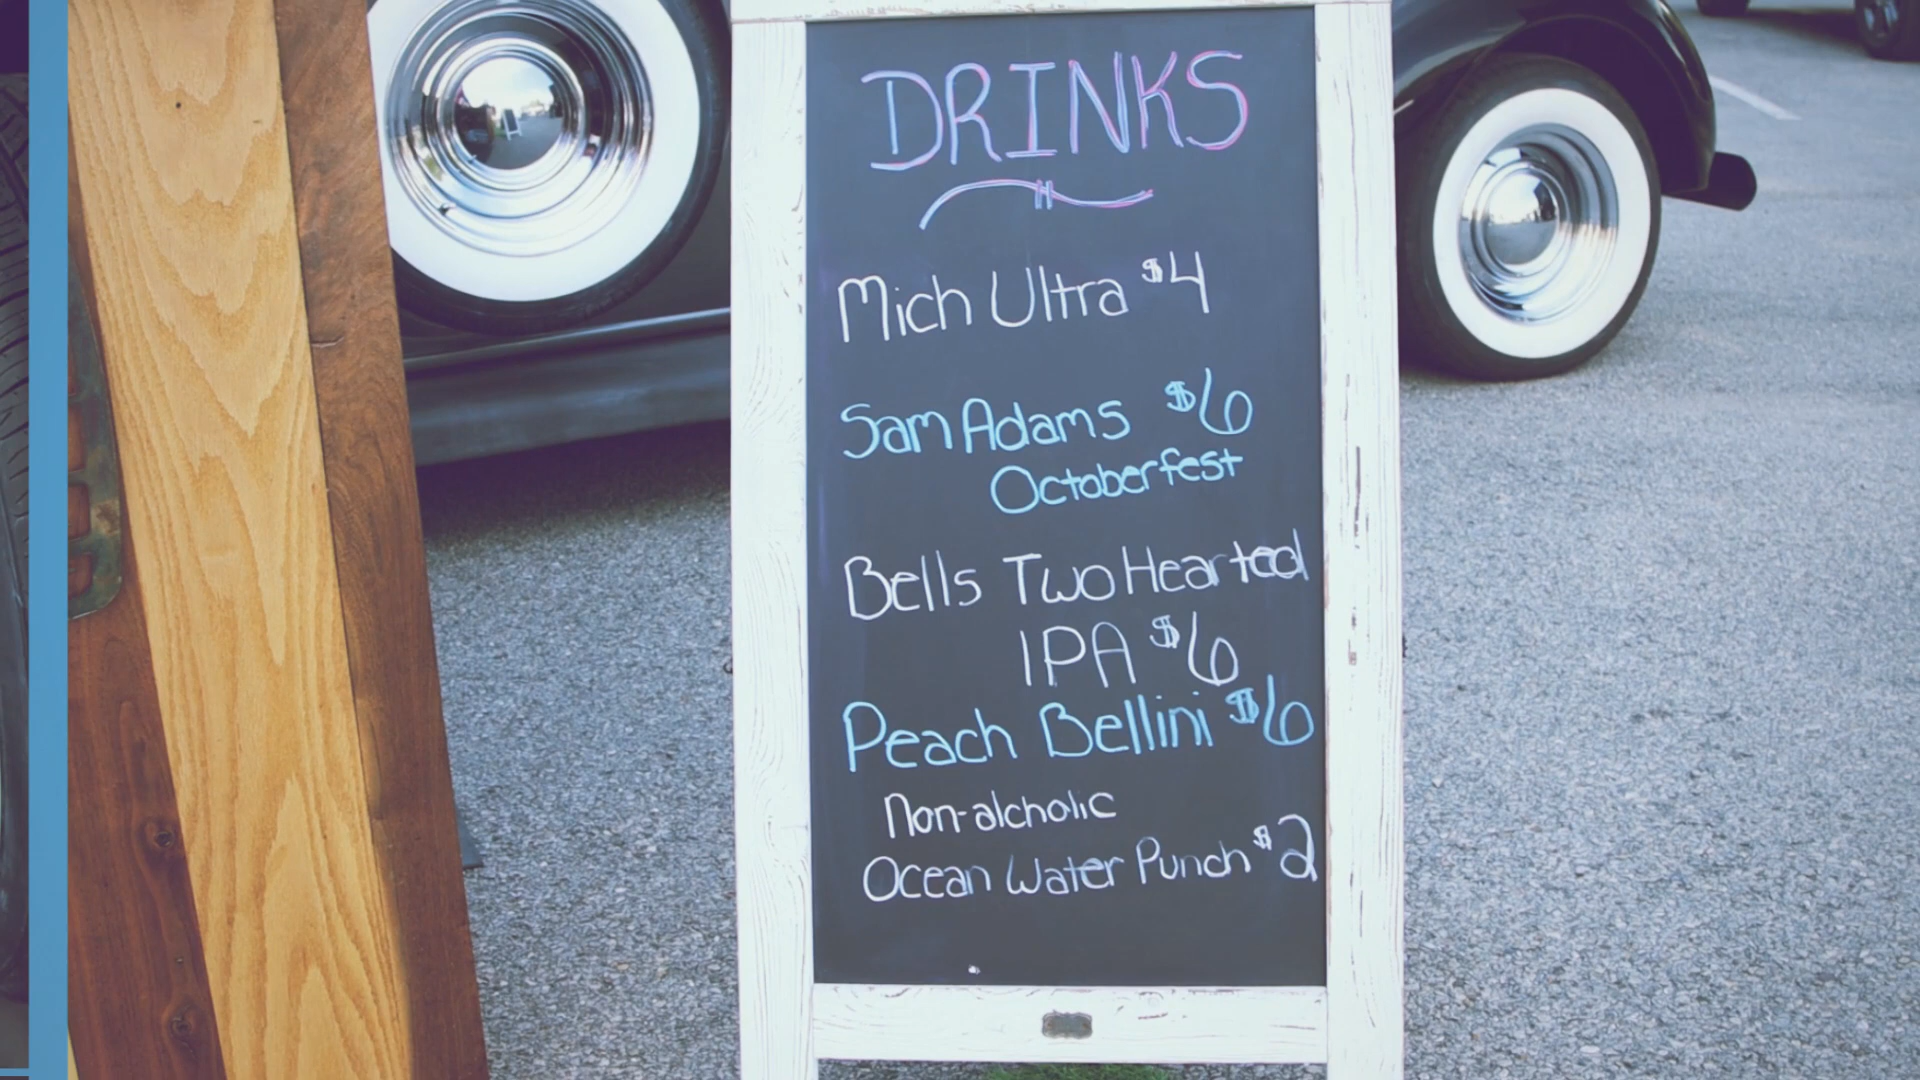 DRINKS
Mich Ultra $4
Sam Adams $6
Octoberfest
Bells Two Hearted
IPA $6
Peach Bellini $6
Non-alcholic
Ocean Water Punch $2